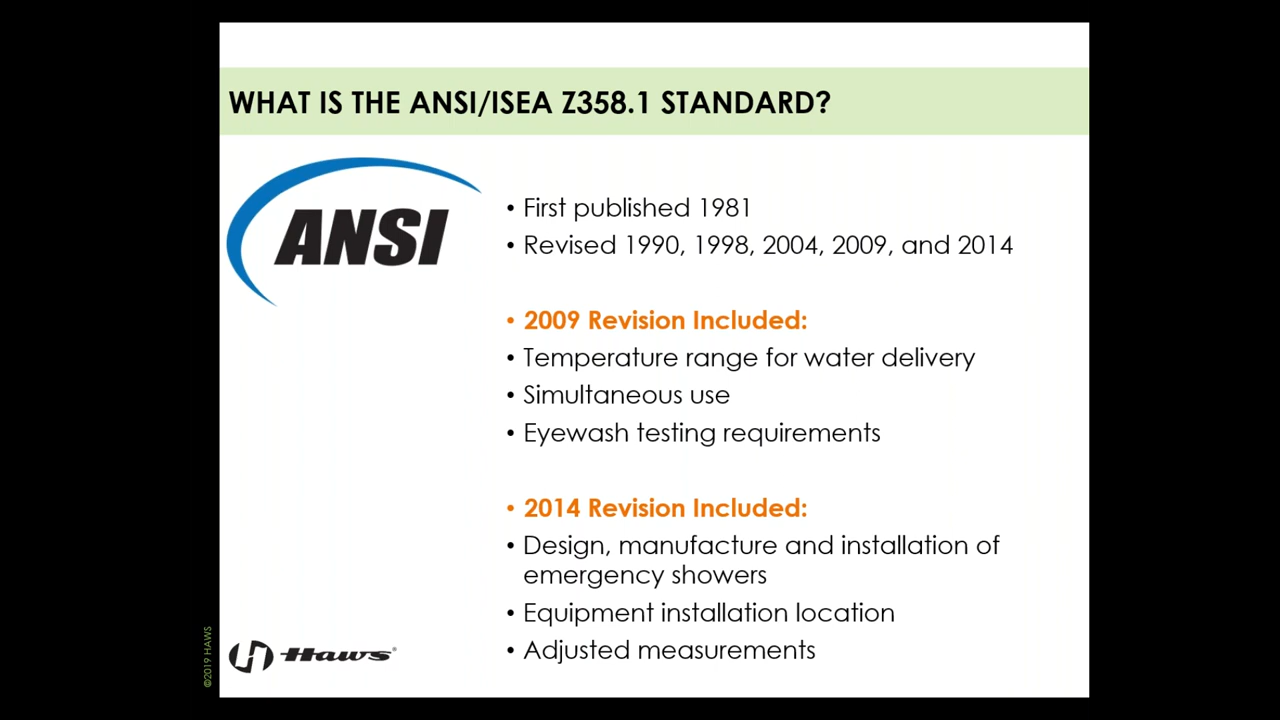 WHAT IS THE ANSI/ISEA Z358.1 STANDARD?
ANSI
• First published 1981
• Revised 1990, 1998, 2004, 2009, and 2014
• 2009 Revision Included:
• Temperature range for water delivery
• Simultaneous use
• Eyewash testing requirements
• 2014 Revision Included:
• Design, manufacture and installation of
emergency showers
• Equipment installation location
• Adjusted measurements
©2019 HAWS
Haws®